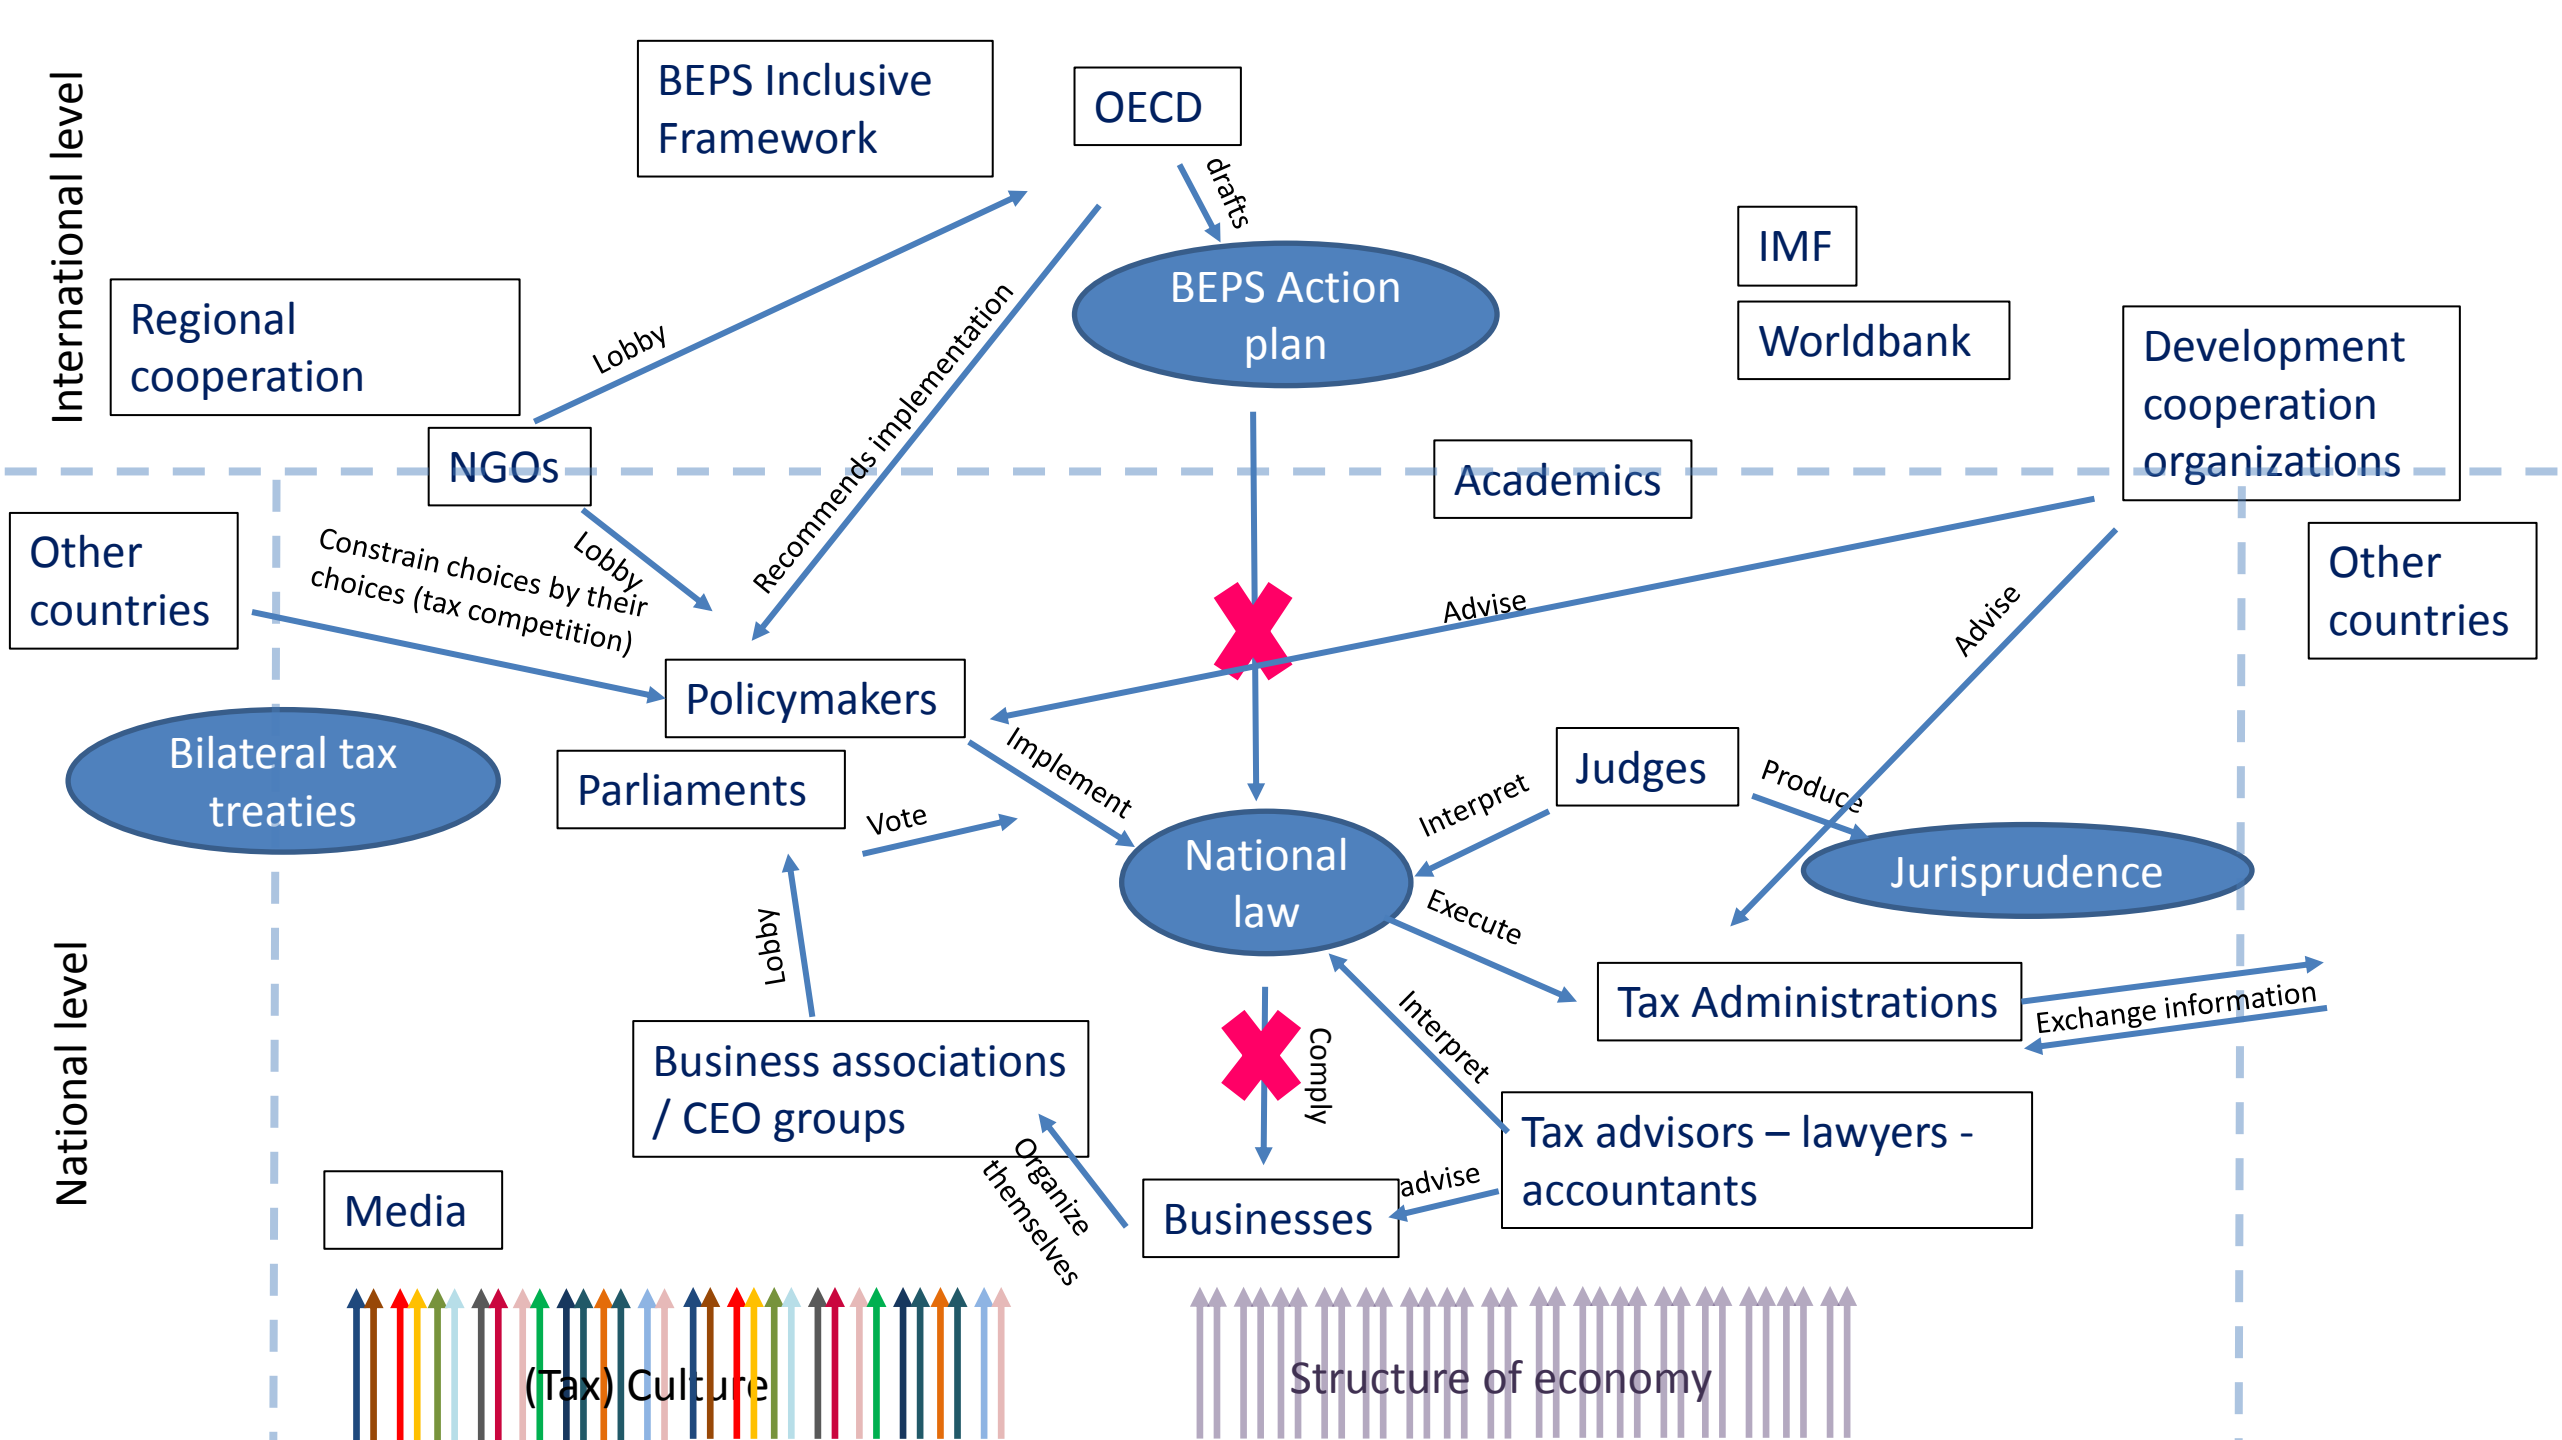 International level
BEPS Inclusive
Framework
OECD
drafts
BEPS Action
plan
IMF
Worldbank
Regional
cooperation
Lobby
Recommends implementation
Development
cooperation
organizations
NGOs
Academics
Other
countries
Constrain choices by their
choices (tax competition)
Lobby
Advise
Advise
Other
countries
Policymakers
Bilateral tax
treaties
Parliaments
Implement
Vote
Judges
Interpret
Produce
National
law
Jurisprudence
Execute
National level
Lobby
Tax Administrations
Exchange information
Interpret
Comply
Business associations
/ CEO groups
Organize
themselves
Tax advisors – lawyers -
accountants
advise
Businesses
Media
(Tax) Culture
Structure of economy